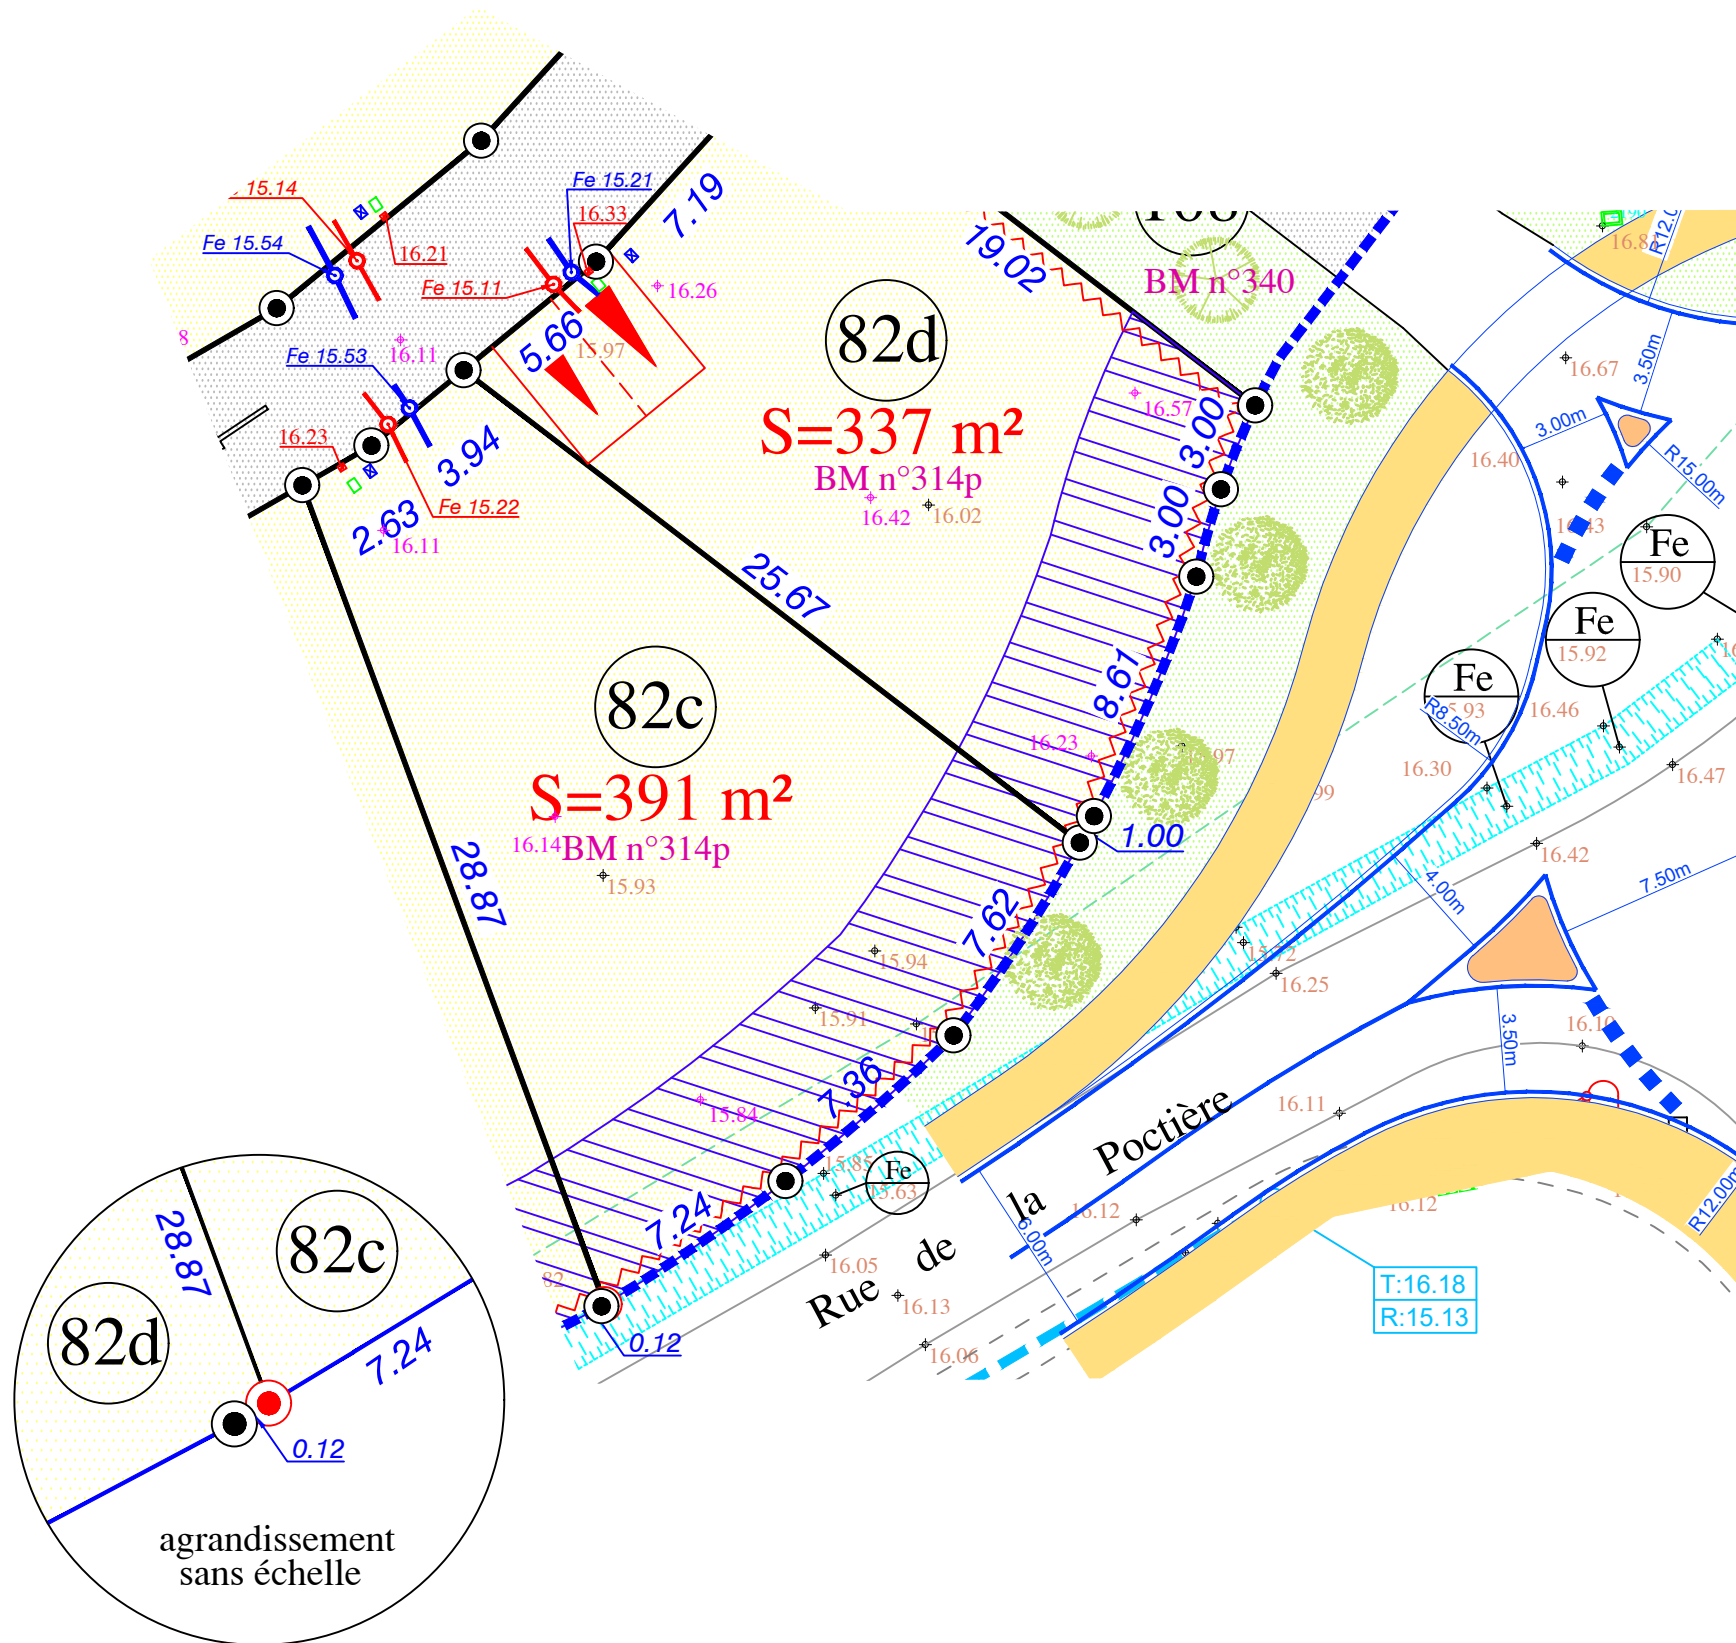 15.14
Fe 15.54
16.21
Fe 15.21
16.33
7.19
Fe 15.11
16.26
5.66
15.97
16.11
Fe 15.53
16.23
3.94
Fe 15.22
2.63
16.11
19.02
BM n°340
82d
S=337 m²
BM n°314p
16.42
16.02
16.57
3.00
3.00
25.67
8.61
16.23
82c
S=391 m²
16.14
BM n°314p
15.93
28.87
1.00
7.62
15.94
15.91
7.36
15.84
7.24
0.12
Fe
15.63
16.05
16.13
16.06
Rue de la Poctière
6.00m
16.12
16.11
16.12
T:16.18
R:15.13
3.50m
16.67
3.00m
R15.00m
16.40
16.43
Fe
15.90
Fe
15.92
Fe
R8.50m
16.46
16.30
16.47
16.42
4.00m
7.50m
15.72
16.25
3.50m
16.10
R12.00m
28.87
82c
82d
7.24
0.12
agrandissement
sans échelle